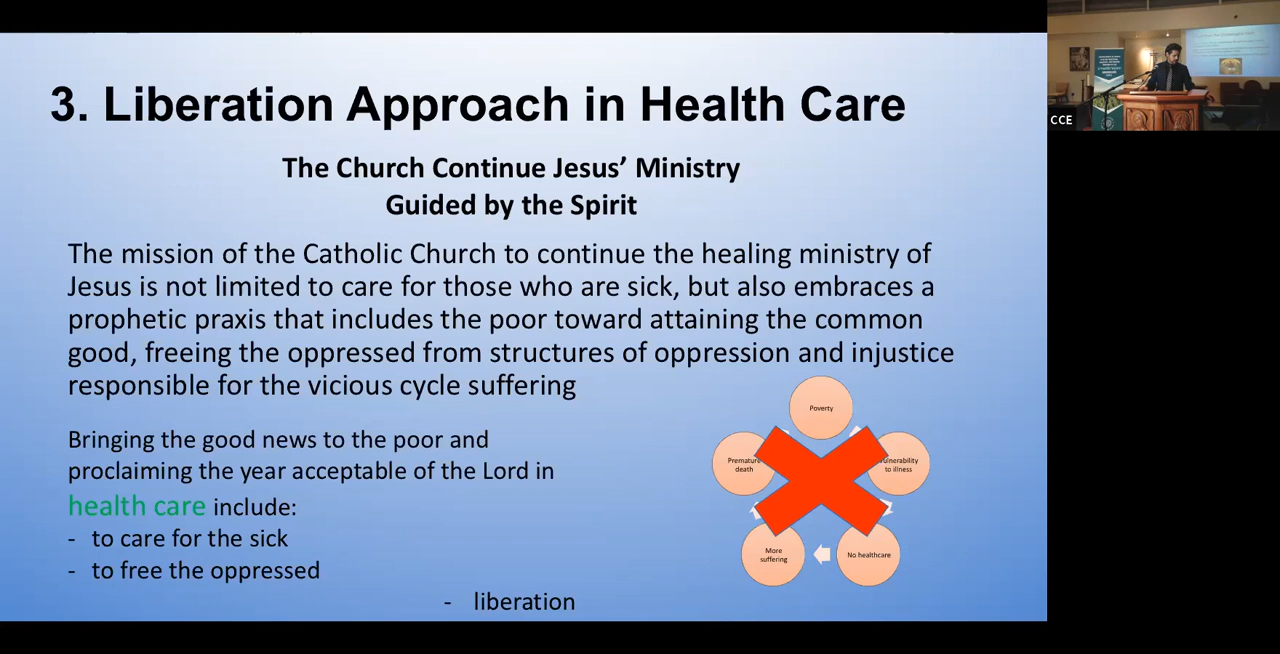 3. Liberation Approach in Health Care
The Church Continue Jesus’ Ministry
Guided by the Spirit
The mission of the Catholic Church to continue the healing ministry of
Jesus is not limited to care for those who are sick, but also embraces a
prophetic praxis that includes the poor toward attaining the common
good, freeing the oppressed from structures of oppression and injustice
responsible for the vicious cycle suffering
Bringing the good news to the poor and
proclaiming the year acceptable of the Lord in
health care include:
- to care for the sick
- to free the oppressed
- liberation
Poverty
Premature
death
ulnerability
to illness
More
suffering
No healthcare
CCE